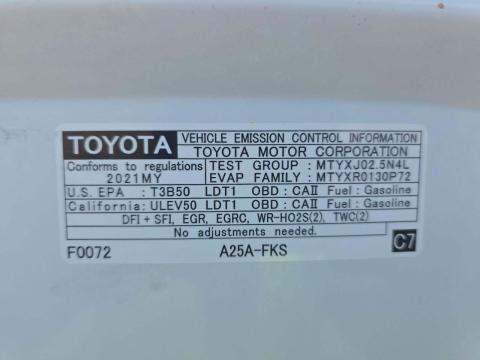 TOYOTA VEHICLE EMISSION CONTROL INFORMATION
TOYOTA MOTOR CORPORATION
Conforms to regulations TEST GROUP : MTYXJ02.5N4L
2021MY EVAP FAMILY : MTYXR0130P72
U.S. EPA : T3B50 LDT1 OBD : CAII Fuel : Gasoline
California: ULEV50 LDT1 OBD : CAII Fuel : Gasoline
DFI + SFI, EGR, EGRC, WR-HO2S(2), TWC(2)
No adjustments needed.
C7
F0072 A25A-FKS